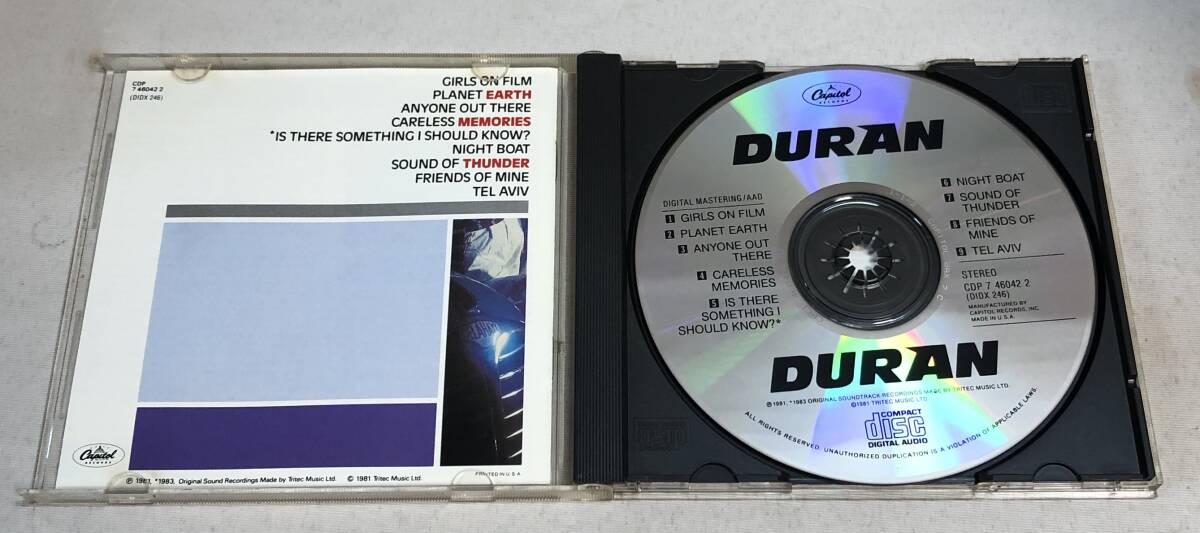 CDP
7 46042 2
(DIDX 246)
GIRLS ON FILM
PLANET EARTH
ANYONE OUT THERE
CARELESS MEMORIES
*IS THERE SOMETHING I SHOULD KNOW?
NIGHT BOAT
SOUND OF THUNDER
FRIENDS OF MINE
TEL AVIV
Capitol
RECORDS
PRINTED IN U.S.A.
℗ 1981, *1983, Original Sound Recordings Made by Tritec Music Ltd. © 1981 Tritec Music Ltd.
Capitol
RECORDS
DURAN
DIGITAL MASTERING/AAD
1 GIRLS ON FILM
2 PLANET EARTH
3 ANYONE OUT
THERE
4 CARELESS
MEMORIES
5 IS THERE
SOMETHING I
SHOULD KNOW?*
6 NIGHT BOAT
7 SOUND OF
THUNDER
8 FRIENDS OF
MINE
9 TEL AVIV
STEREO
CDP 7 46042 2
(DIDX 246)
MANUFACTURED BY
CAPITOL RECORDS, INC.
MADE IN U.S.A.
DURAN
℗ 1981, *1983 ORIGINAL SOUNDTRACK RECORDINGS MADE BY TRITEC MUSIC LTD.
©1981 TRITEC MUSIC LTD.
COMPACT
disc
DIGITAL AUDIO
ALL RIGHTS RESERVED. UNAUTHORIZED DUPLICATION IS A VIOLATION OF APPLICABLE LAWS.